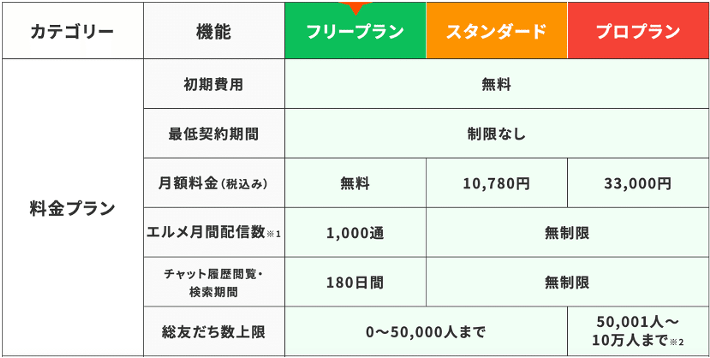 カテゴリー 機能 フリープラン スタンダード プロプラン
料金プラン
初期費用 無料
最低契約期間 制限なし
月額料金（税込み） 無料 10,780円 33,000円
エルメ月間配信数※1 1,000通 無制限
チャット履歴閲覧・
検索期間 180日間 無制限
総友だち数上限 0〜50,000人まで 50,001人〜
10万人まで※2